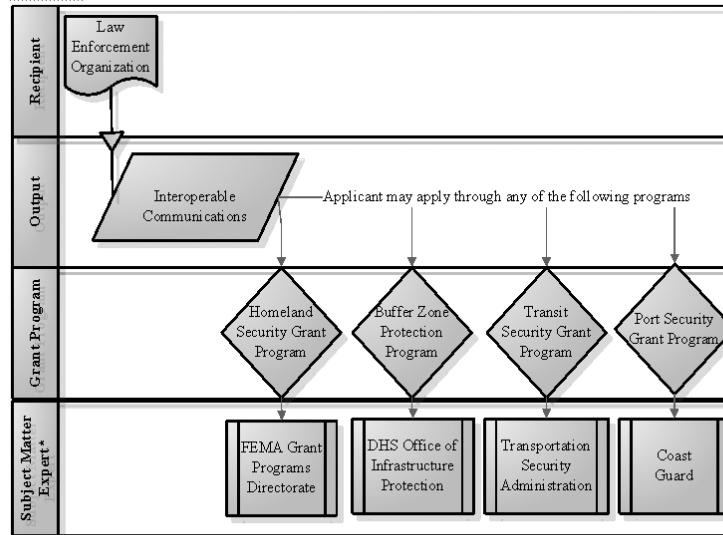 Recipient
Law
Enforcement
Organization
Output
Interoperable
Communications
Applicant may apply through any of the following programs
Grant Program
Homeland
Security Grant
Program
Buffer Zone
Protection
Program
Transit
Security Grant
Program
Port Security
Grant Program
Subject Matter
Expert*
FEMA Grant
Programs
Directorate
DHS Office of
Infrastructure
Protection
Transportation
Security
Administration
Coast
Guard